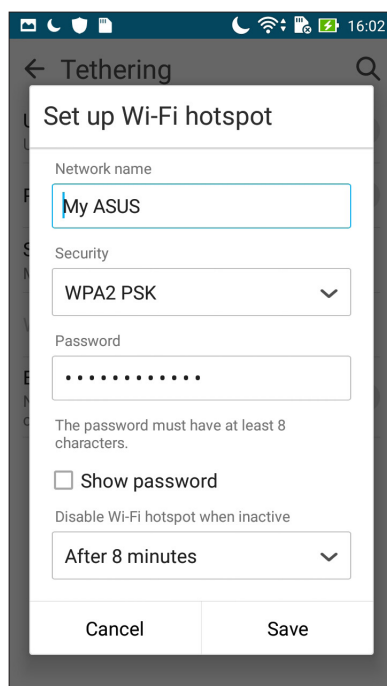 16:02
Tethering
Set up Wi-Fi hotspot
Network name
My ASUS
Security
WPA2 PSK
Password
••••••••••••
The password must have at least 8
characters.
Show password
Disable Wi-Fi hotspot when inactive
After 8 minutes
Cancel
Save